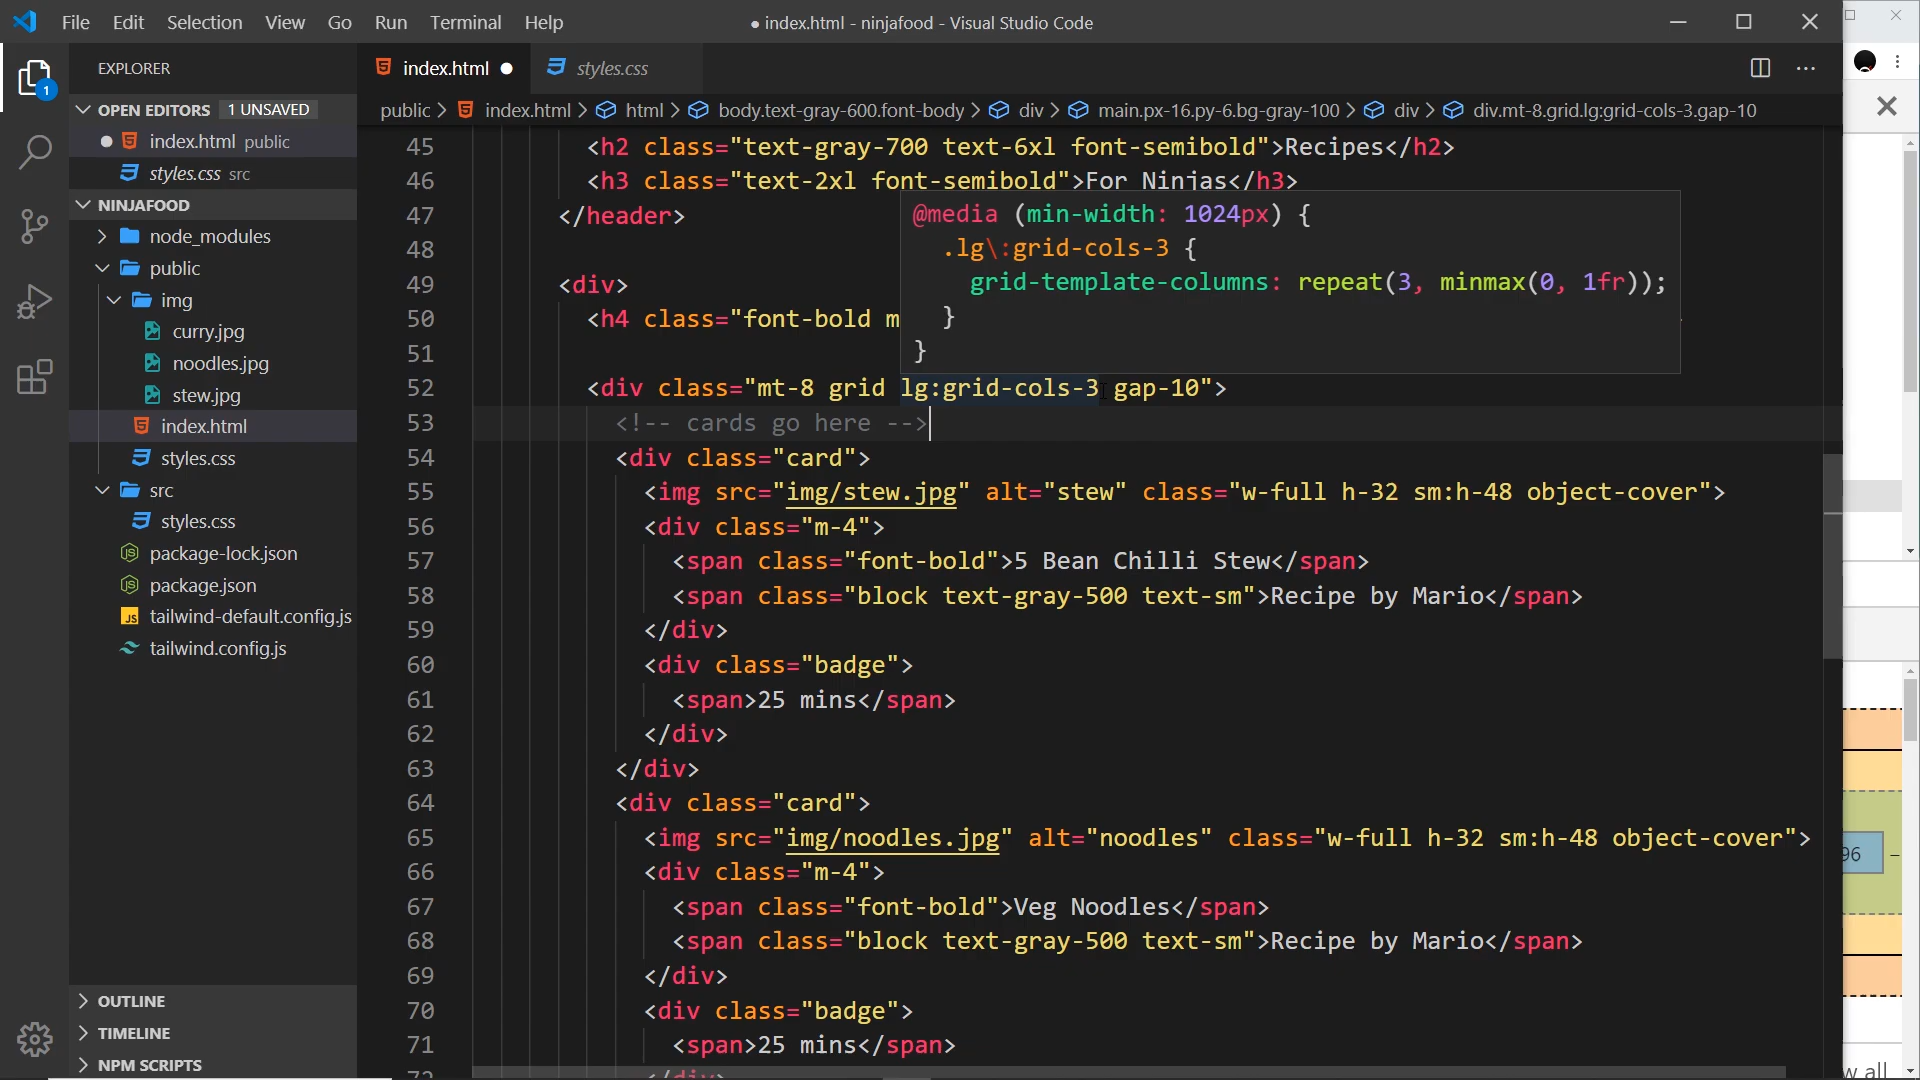 File Edit Selection View Go Run Terminal Help
● index.html - ninjafood - Visual Studio Code
EXPLORER
OPEN EDITORS 1 UNSAVED
index.html public
styles.css src
NINJAFOOD
node_modules
public
img
curry.jpg
noodles.jpg
stew.jpg
index.html
styles.css
src
styles.css
package-lock.json
package.json
tailwind-default.config.js
tailwind.config.js
OUTLINE
TIMELINE
NPM SCRIPTS
1
index.html ● styles.css
public > index.html > html > body.text-gray-600.font-body > div > main.px-16.py-6.bg-gray-100 > div > div.mt-8.grid.lg:grid-cols-3.gap-10
45 <h2 class="text-gray-700 text-6xl font-semibold">Recipes</h2>
46 <h3 class="text-2xl font-semibold">For Ninjas</h3>
47 </header>
48
49 <div>
50 <h4 class="font-bold m
51
52 <div class="mt-8 grid lg:grid-cols-3 gap-10">
53 <!-- cards go here -->
54 <div class="card">
55 <img src="img/stew.jpg" alt="stew" class="w-full h-32 sm:h-48 object-cover">
56 <div class="m-4">
57 <span class="font-bold">5 Bean Chilli Stew</span>
58 <span class="block text-gray-500 text-sm">Recipe by Mario</span>
59 </div>
60 <div class="badge">
61 <span>25 mins</span>
62 </div>
63 </div>
64 <div class="card">
65 <img src="img/noodles.jpg" alt="noodles" class="w-full h-32 sm:h-48 object-cover">
66 <div class="m-4">
67 <span class="font-bold">Veg Noodles</span>
68 <span class="block text-gray-500 text-sm">Recipe by Mario</span>
69 </div>
70 <div class="badge">
71 <span>25 mins</span>
@media (min-width: 1024px) {
.lg\:grid-cols-3 {
grid-template-columns: repeat(3, minmax(0, 1fr));
}
}
96 –
w all